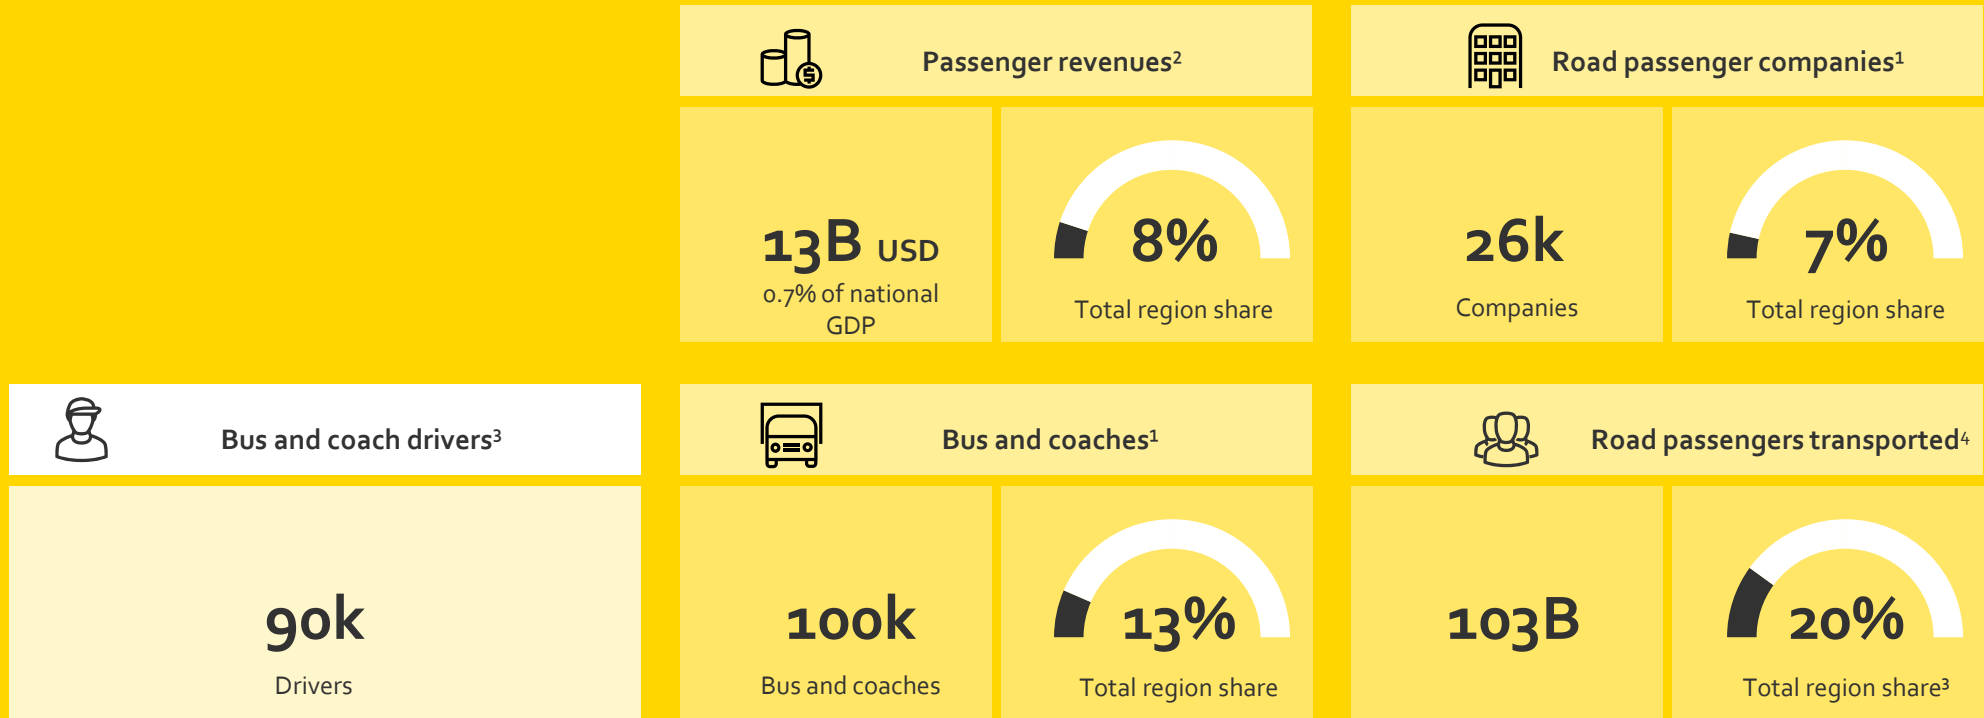 Passenger revenues²
Road passenger companies¹
13B USD
0.7% of national
GDP
8%
Total region share
26k
Companies
7%
Total region share
Bus and coach drivers³
Bus and coaches¹
Road passengers transported⁴
90k
Drivers
100k
Bus and coaches
13%
Total region share
103B
20%
Total region share³